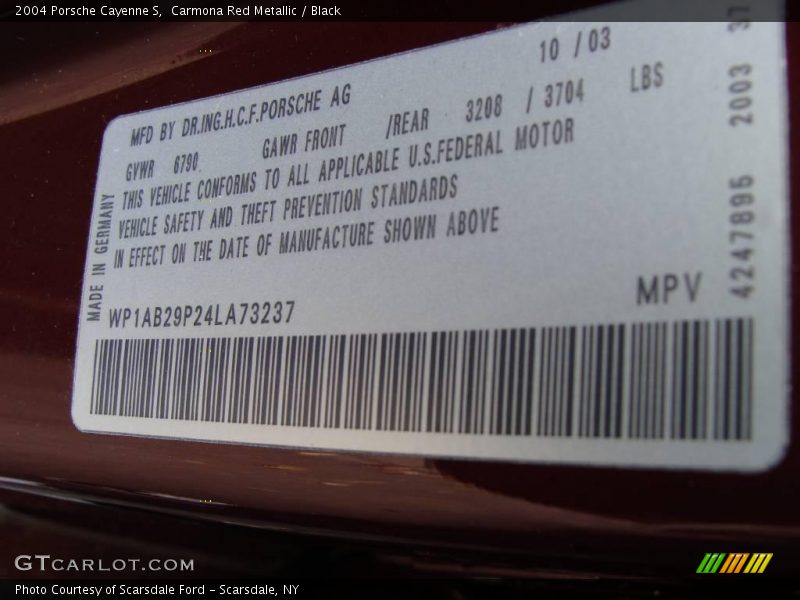 2004 Porsche Cayenne S,  Carmona Red Metallic / Black
10 / 03
MFD BY DR.ING.H.C.F.PORSCHE AG
GVWR 6790 GAWR FRONT /REAR 3208 / 3704 LBS
THIS VEHICLE CONFORMS TO ALL APPLICABLE U.S.FEDERAL MOTOR
VEHICLE SAFETY AND THEFT PREVENTION STANDARDS
IN EFFECT ON THE DATE OF MANUFACTURE SHOWN ABOVE
MADE IN GERMANY
WP1AB29P24LA73237
MPV
4247895 2003 37
GTCARLOT.COM
Photo Courtesy of Scarsdale Ford - Scarsdale, NY